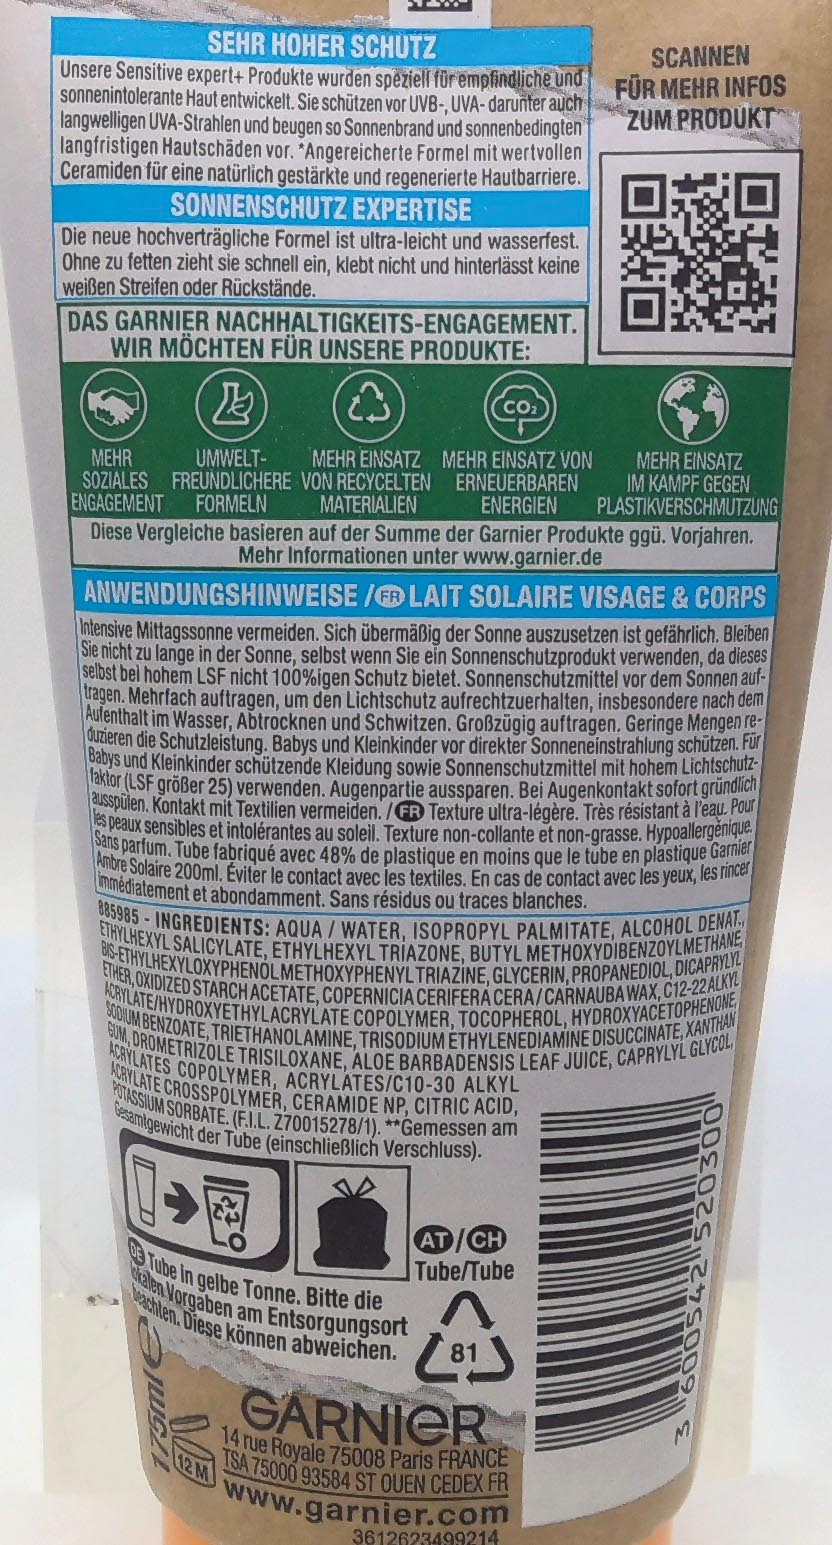 SEHR HOHER SCHUTZ
Unsere Sensitive expert+ Produkte wurden speziell für empfindliche und
sonnenintolerante Haut entwickelt. Sie schützen vor UVB-, UVA- darunter auch
langwelligen UVA-Strahlen und beugen so Sonnenbrand und sonnenbedingten
langfristigen Hautschäden vor. *Angereicherte Formel mit wertvollen
Ceramiden für eine natürlich gestärkte und regenerierte Hautbarriere.
SONNENSCHUTZ EXPERTISE
Die neue hochverträgliche Formel ist ultra-leicht und wasserfest.
Ohne zu fetten zieht sie schnell ein, klebt nicht und hinterlässt keine
weißen Streifen oder Rückstände.
SCANNEN
FÜR MEHR INFOS
ZUM PRODUKT
DAS GARNIER NACHHALTIGKEITS-ENGAGEMENT.
WIR MÖCHTEN FÜR UNSERE PRODUKTE:
CO₂
MEHR
SOZIALES
ENGAGEMENT
UMWELT-
FREUNDLICHERE
FORMELN
MEHR EINSATZ
VON RECYCELTEN
MATERIALIEN
MEHR EINSATZ VON
ERNEUERBAREN
ENERGIEN
MEHR EINSATZ
IM KAMPF GEGEN
PLASTIKVERSCHMUTZUNG
Diese Vergleiche basieren auf der Summe der Garnier Produkte ggü. Vorjahren.
Mehr Informationen unter www.garnier.de
ANWENDUNGSHINWEISE / FR LAIT SOLAIRE VISAGE & CORPS
Intensive Mittagssonne vermeiden. Sich übermäßig der Sonne auszusetzen ist gefährlich. Bleiben
Sie nicht zu lange in der Sonne, selbst wenn Sie ein Sonnenschutzprodukt verwenden, da dieses
selbst bei hohem LSF nicht 100%igen Schutz bietet. Sonnenschutzmittel vor dem Sonnen auf-
tragen. Mehrfach auftragen, um den Lichtschutz aufrechtzuerhalten, insbesondere nach dem
Aufenthalt im Wasser, Abtrocknen und Schwitzen. Großzügig auftragen. Geringe Mengen re-
duzieren die Schutzleistung. Babys und Kleinkinder vor direkter Sonneneinstrahlung schützen. Für
Babys und Kleinkinder schützende Kleidung sowie Sonnenschutzmittel mit hohem Lichtschutz-
faktor (LSF größer 25) verwenden. Augenpartie aussparen. Bei Augenkontakt sofort gründlich
ausspülen. Kontakt mit Textilien vermeiden. / FR Texture ultra-légère. Très résistant à l'eau. Pour
les peaux sensibles et intolérantes au soleil. Texture non-collante et non-grasse. Hypoallergénique.
Sans parfum. Tube fabriqué avec 48% de plastique en moins que le tube en plastique Garnier
Ambre Solaire 200ml. Éviter le contact avec les textiles. En cas de contact avec les yeux, les rincer
immédiatement et abondamment. Sans résidus ou traces blanches.
885985 - INGREDIENTS: AQUA / WATER, ISOPROPYL PALMITATE, ALCOHOL DENAT.,
ETHYLHEXYL SALICYLATE, ETHYLHEXYL TRIAZONE, BUTYL METHOXYDIBENZOYLMETHANE,
BIS-ETHYLHEXYLOXYPHENOL METHOXYPHENYL TRIAZINE, GLYCERIN, PROPANEDIOL, DICAPRYLYL
ETHER, OXIDIZED STARCH ACETATE, COPERNICIA CERIFERA CERA / CARNAUBA WAX, C12-22 ALKYL
ACRYLATE/HYDROXYETHYLACRYLATE COPOLYMER, TOCOPHEROL, HYDROXYACETOPHENONE,
SODIUM BENZOATE, TRIETHANOLAMINE, TRISODIUM ETHYLENEDIAMINE DISUCCINATE, XANTHAN
GUM, DROMETRIZOLE TRISILOXANE, ALOE BARBADENSIS LEAF JUICE, CAPRYLYL GLYCOL,
ACRYLATES COPOLYMER, ACRYLATES/C10-30 ALKYL
ACRYLATE CROSSPOLYMER, CERAMIDE NP, CITRIC ACID,
POTASSIUM SORBATE. (F.I.L. Z70015278/1). **Gemessen am
Gesamtgewicht der Tube (einschließlich Verschluss).
AT/CH
Tube/Tube
DE Tube in gelbe Tonne. Bitte die
lokalen Vorgaben am Entsorgungsort
beachten. Diese können abweichen.
81
3 600542 520300
175ml e
12 M
GARNIER
14 rue Royale 75008 Paris FRANCE
TSA 75000 93584 ST OUEN CEDEX FR
www.garnier.com
3612623499214